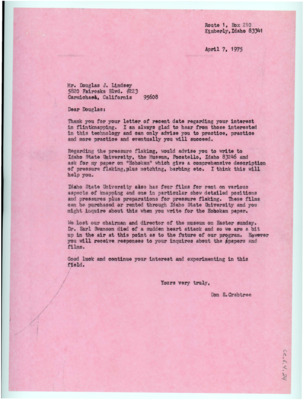 Route 1, Box 210
Kimberly, Idaho 83341
April 7, 1975
Mr. Douglas J. Lindsey
Carmichael, California 95608
Dear Douglas:
Thank you for your letter of recent date regarding your interest
in flintknapping. I am always glad to hear from those interested
in this technology and can only advise you to practice, practice
and more practice and eventually you will succeed.
Regarding the pressure flaking, would advise you to write to
Idaho State University, the Museum, Pocatello, Idaho 83209 and
ask for my paper on "Hohokam" which give a comprehensive description
of pressure flaking, plus notching, barbing etc. I think this will
help you.
Idaho State University also has four films for rent on various
aspects of knapping and one in particular show detailed positions
and pressures plus preparations for pressure flaking. These films
can be purchased or rented through Idaho State University and you
might inquire about this when you write for the Hohokam paper.
We lost our chairman and director of the museum on Easter sunday.
Dr. Earl Swanson died of a sudden heart attack and so we are a bit
up in the air at this point as to the future of our program. However
you will receive responses to your inquires about the papers and
films.
Good luck and continue your interest and experimenting in this
field.
Yours very truly,
Don E. Crabtree